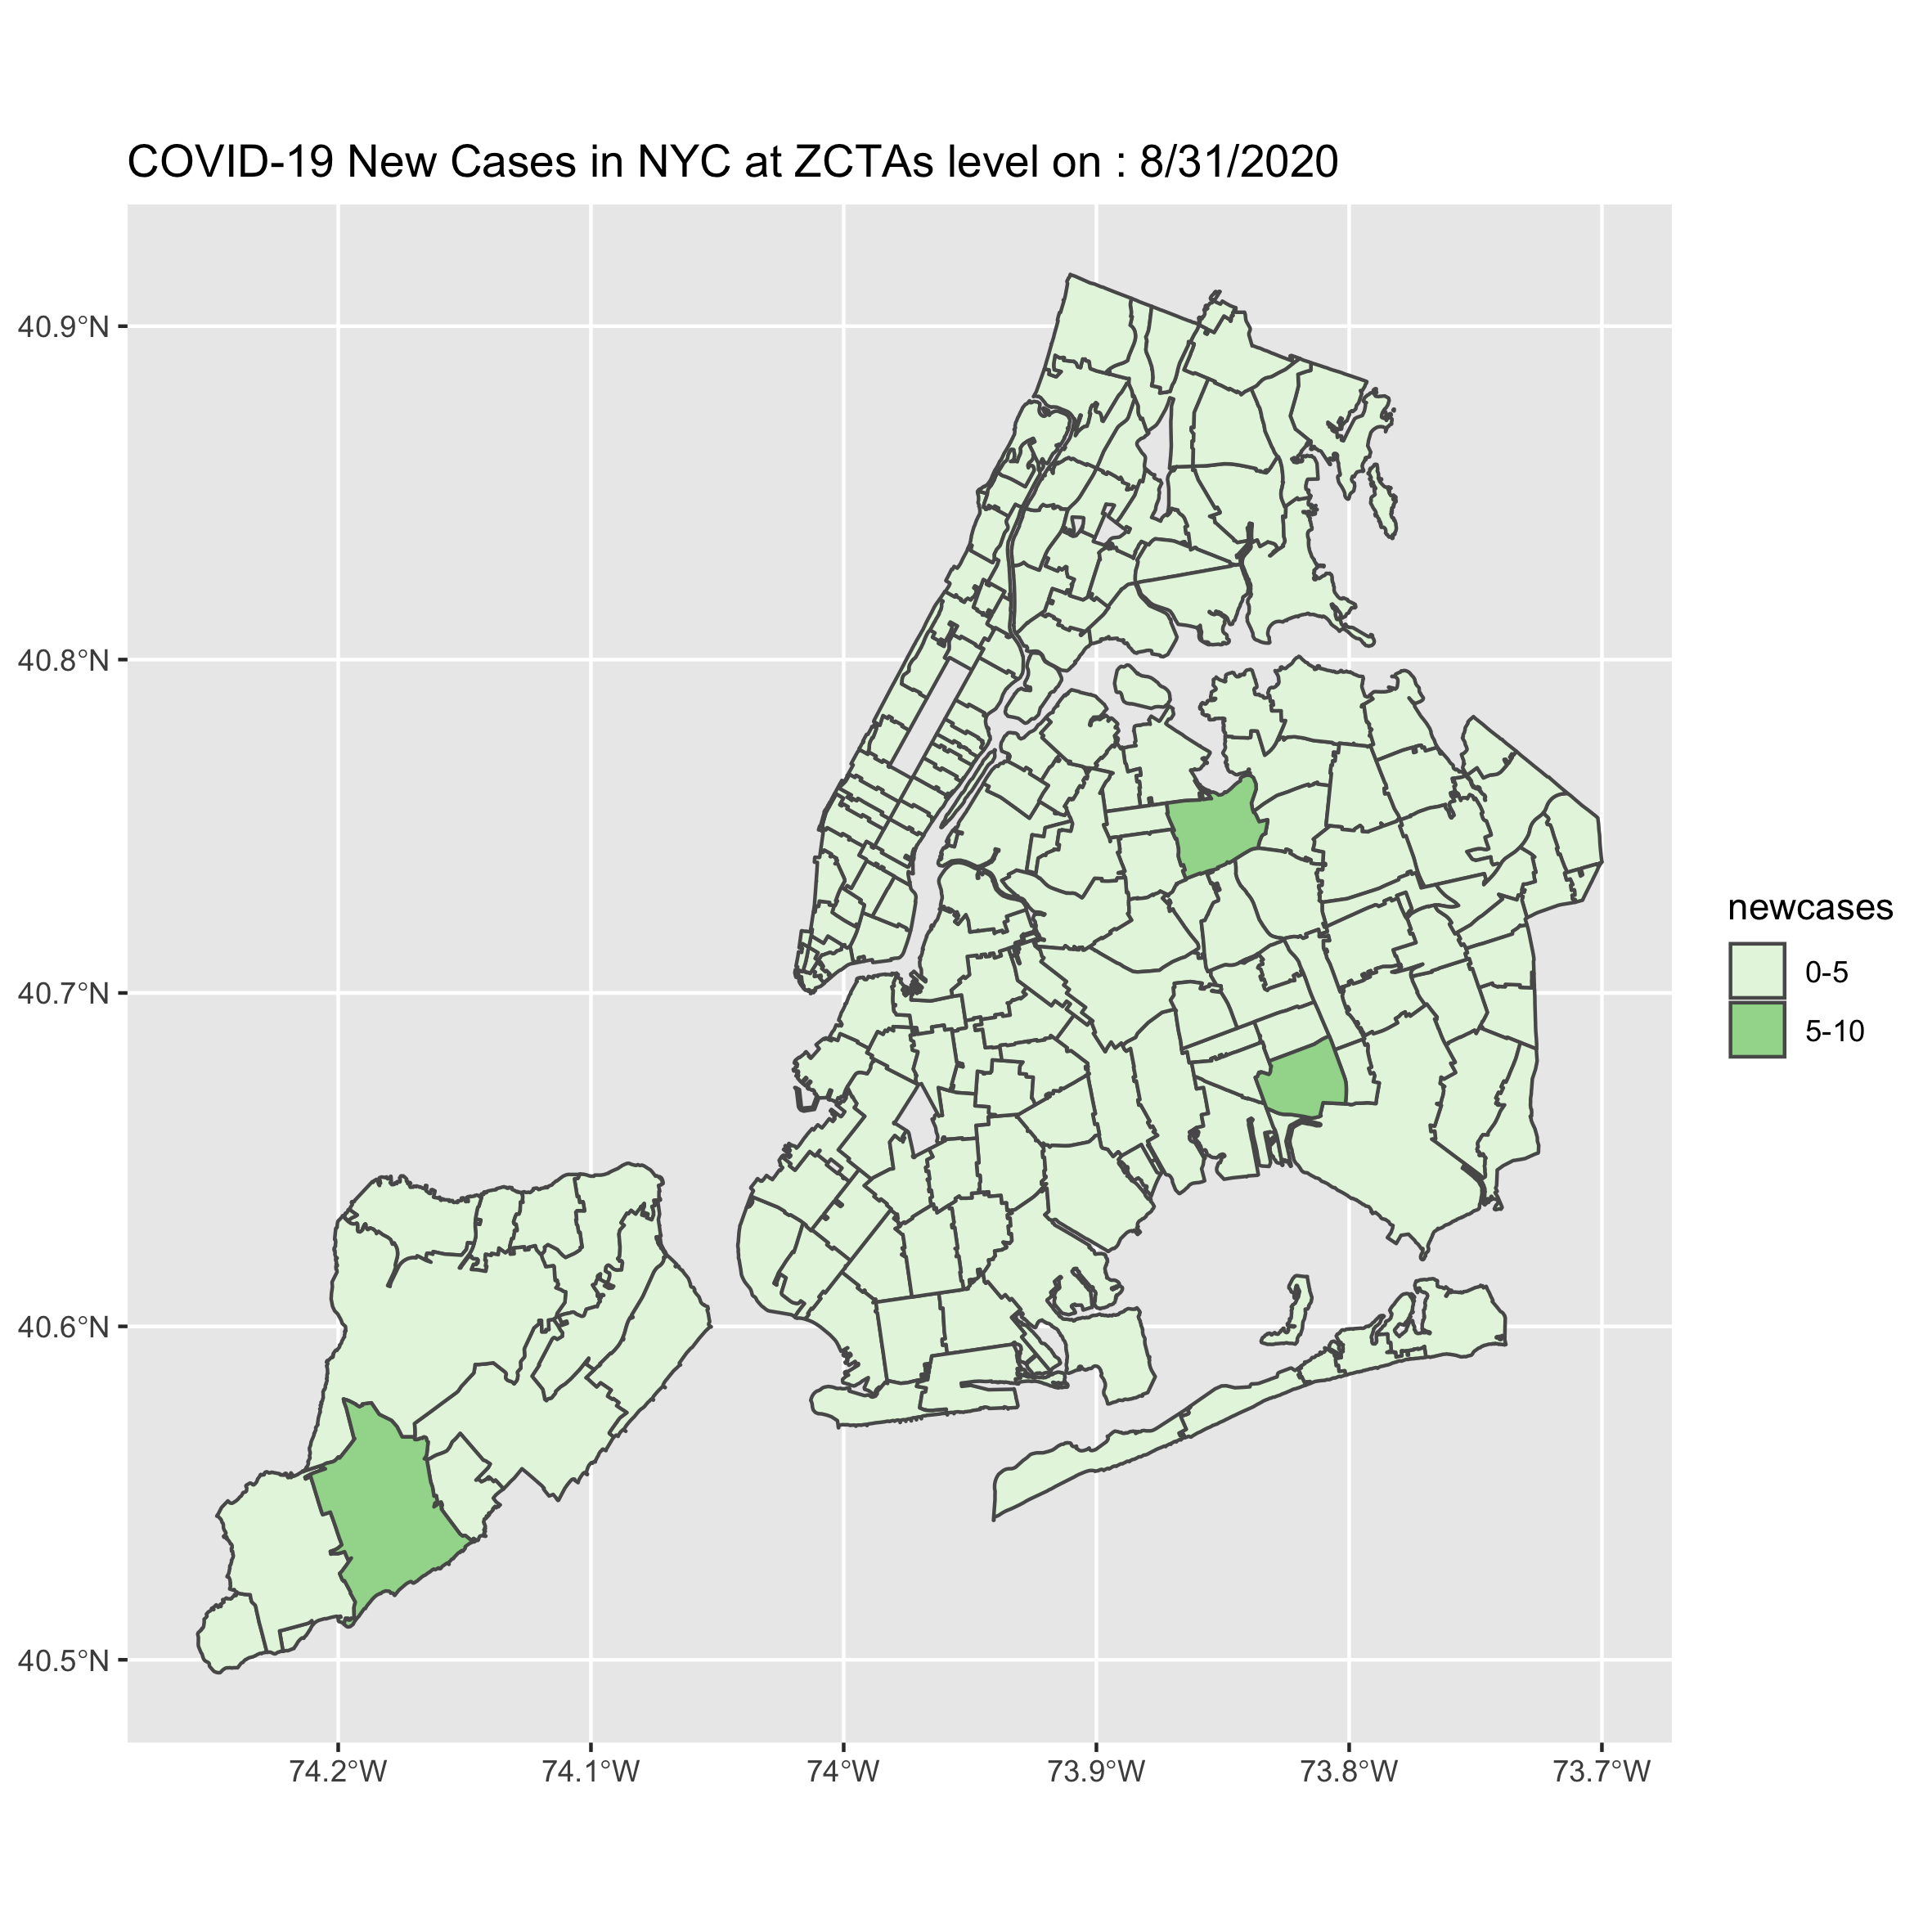 COVID-19 New Cases in NYC at ZCTAs level on : 8/31/2020
40.9°N
40.8°N
40.7°N
40.6°N
40.5°N
74.2°W
74.1°W
74°W
73.9°W
73.8°W
73.7°W
newcases
0-5
5-10